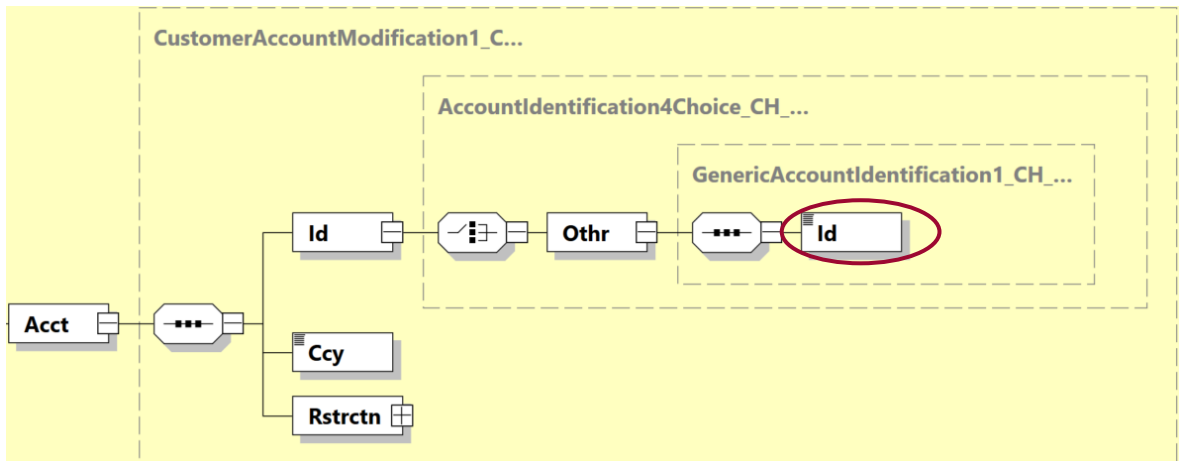 CustomerAccountModification1_C...
AccountIdentification4Choice_CH_...
GenericAccountIdentification1_CH_...
Id
Othr
Id
Acct
Ccy
Rstrctn